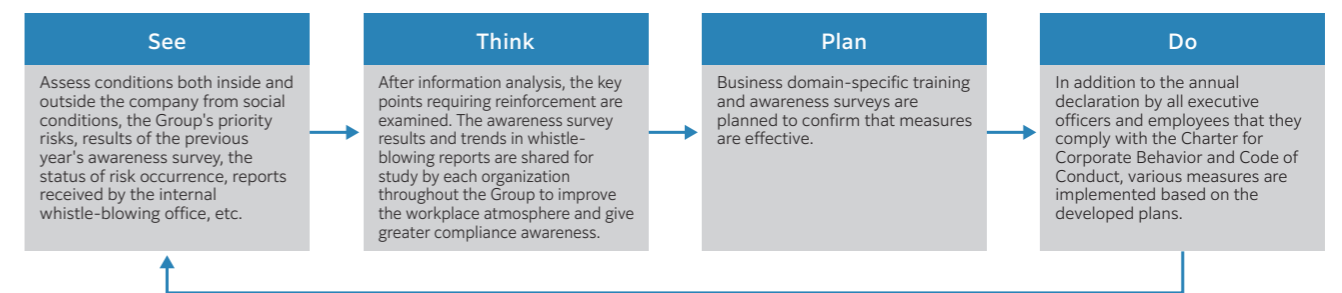 See
Assess conditions both inside and
outside the company from social
conditions, the Group's priority
risks, results of the previous
year's awareness survey, the
status of risk occurrence, reports
received by the internal
whistle-blowing office, etc.
Think
After information analysis, the key
points requiring reinforcement are
examined. The awareness survey
results and trends in whistle-
blowing reports are shared for
study by each organization
throughout the Group to improve
the workplace atmosphere and give
greater compliance awareness.
Plan
Business domain-specific training
and awareness surveys are
planned to confirm that measures
are effective.
Do
In addition to the annual
declaration by all executive
officers and employees that they
comply with the Charter for
Corporate Behavior and Code of
Conduct, various measures are
implemented based on the
developed plans.